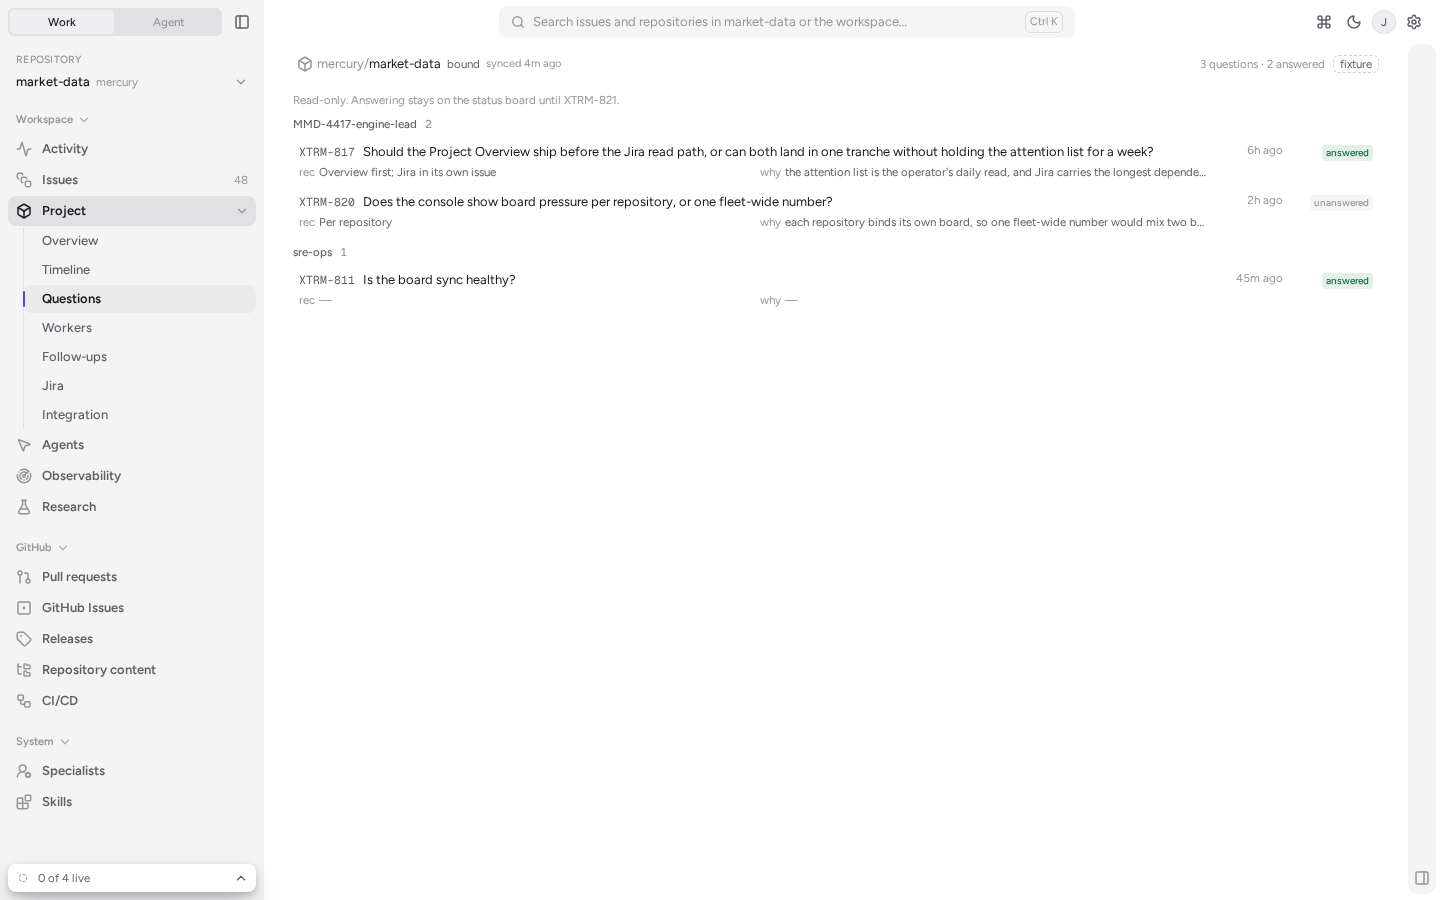 Work
Agent
REPOSITORY
market-data mercury
Workspace
Activity
Issues 48
Project
Overview
Timeline
Questions
Workers
Follow-ups
Jira
Integration
Agents
Observability
Research
GitHub
Pull requests
GitHub Issues
Releases
Repository content
CI/CD
System
Specialists
Skills
0 of 4 live
Search issues and repositories in market-data or the workspace... Ctrl K
J
mercury/market-data bound synced 4m ago
3 questions · 2 answered fixture
Read-only. Answering stays on the status board until XTRM-821.
MMD-4417-engine-lead 2
XTRM-817 Should the Project Overview ship before the Jira read path, or can both land in one tranche without holding the attention list for a week? 6h ago answered
rec Overview first; Jira in its own issue why the attention list is the operator's daily read, and Jira carries the longest depende...
XTRM-820 Does the console show board pressure per repository, or one fleet-wide number? 2h ago unanswered
rec Per repository why each repository binds its own board, so one fleet-wide number would mix two b...
sre-ops 1
XTRM-811 Is the board sync healthy? 45m ago answered
rec — why —